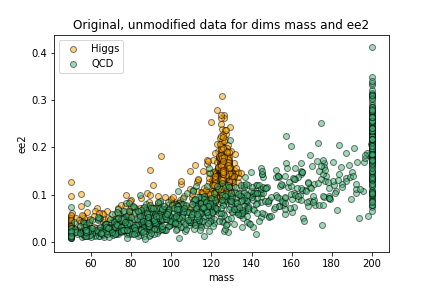 Original, unmodified data for dims mass and ee2
Higgs
QCD
0.4
0.3
0.2
0.1
0.0
ee2
60 80 100 120 140 160 180 200
mass